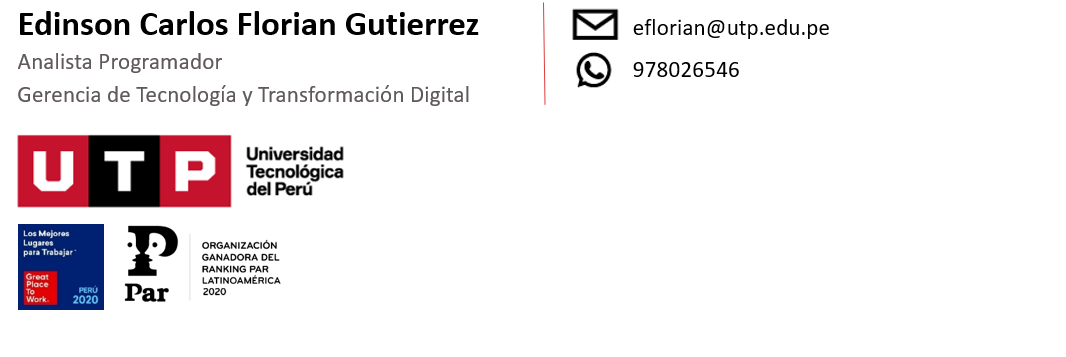 Edinson Carlos Florian Gutierrez
Analista Programador
Gerencia de Tecnología y Transformación Digital
eflorian@utp.edu.pe
978026546
UTP
Universidad
Tecnológica
del Perú
Los Mejores
Lugares
para Trabajar
Great
Place
To
Work.
PERÚ
2020
Par
ORGANIZACIÓN
GANADORA DEL
RANKING PAR
LATINOAMÉRICA
2020